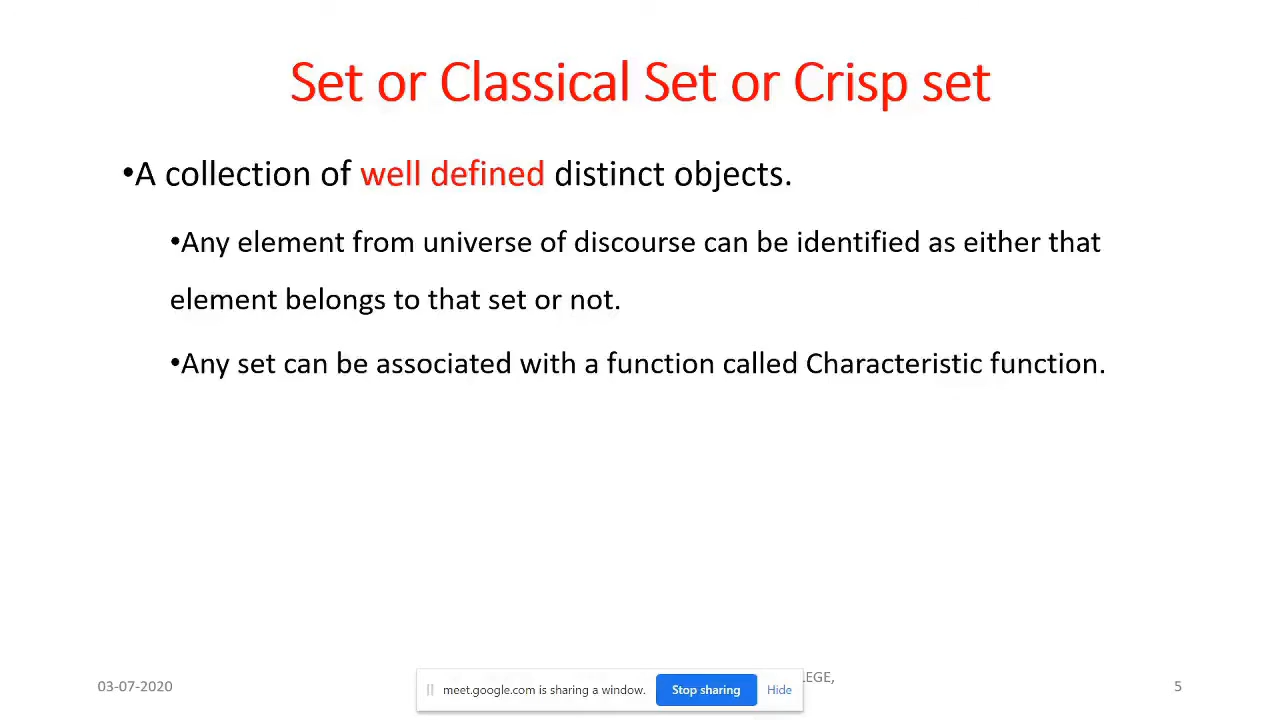 Set or Classical Set or Crisp set
•A collection of well defined distinct objects.
•Any element from universe of discourse can be identified as either that
element belongs to that set or not.
•Any set can be associated with a function called Characteristic function.
03-07-2020
meet.google.com is sharing a window.
Stop sharing
Hide
5